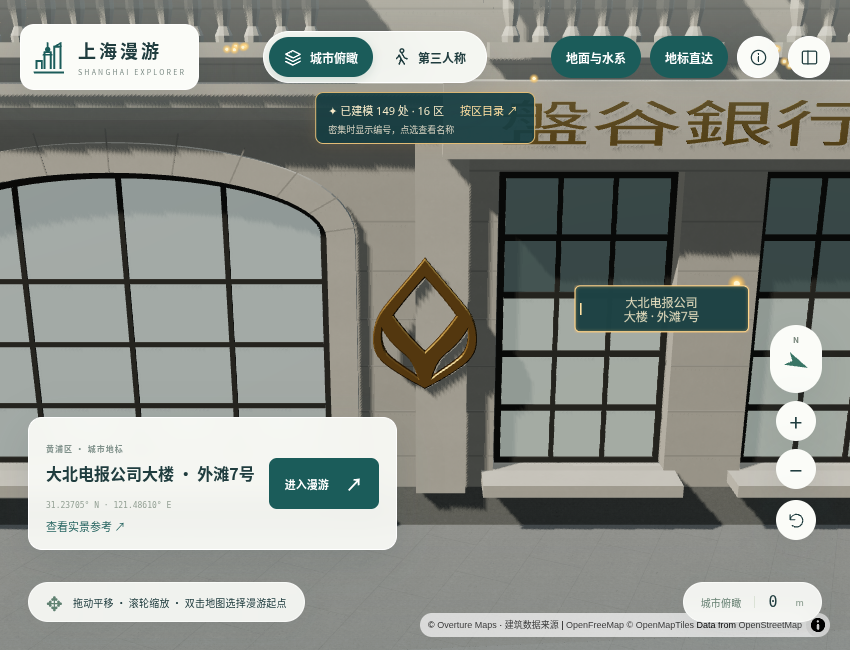 上海漫游
SHANGHAI EXPLORER
城市俯瞰
第三人称
地面与水系
地标直达
✦ 已建模 149 处 · 16 区 按区目录 ↗
密集时显示编号，点选查看名称
盤谷銀行
大北电报公司
大楼 · 外滩7号
N
黄浦区 · 城市地标
大北电报公司大楼 · 外滩7号
31.23705° N · 121.48610° E
查看实景参考 ↗
进入漫游 ↗
+
−
拖动平移 · 滚轮缩放 · 双击地图选择漫游起点
城市俯瞰 0 m
© Overture Maps · 建筑数据来源 | OpenFreeMap © OpenMapTiles Data from OpenStreetMap